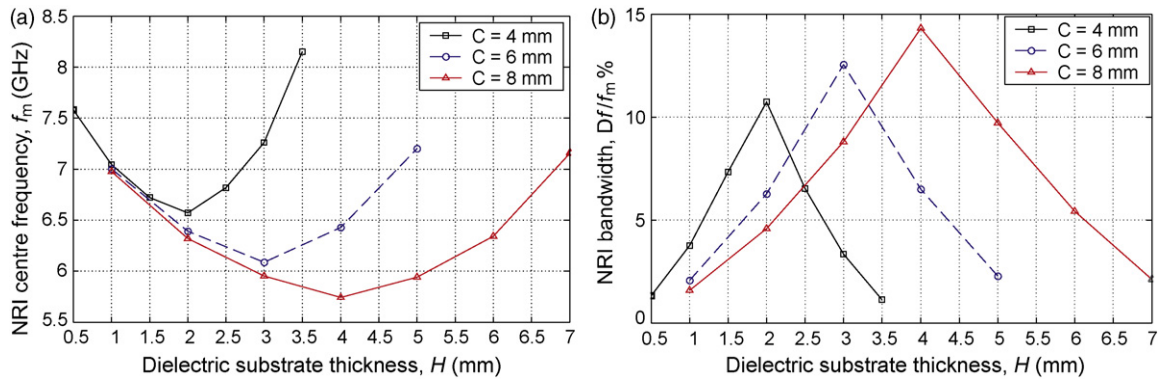 (a)
8.5
8
7.5
7
6.5
6
5.5
NRI centre frequency, fm (GHz)
C = 4 mm
C = 6 mm
C = 8 mm
0.5 1 1.5 2 2.5 3 3.5 4 4.5 5 5.5 6 6.5 7
Dielectric substrate thickness, H (mm)
(b)
15
10
5
0
NRI bandwidth, Df/fm %
C = 4 mm
C = 6 mm
C = 8 mm
0.5 1 1.5 2 2.5 3 3.5 4 4.5 5 5.5 6 6.5 7
Dielectric substrate thickness, H (mm)